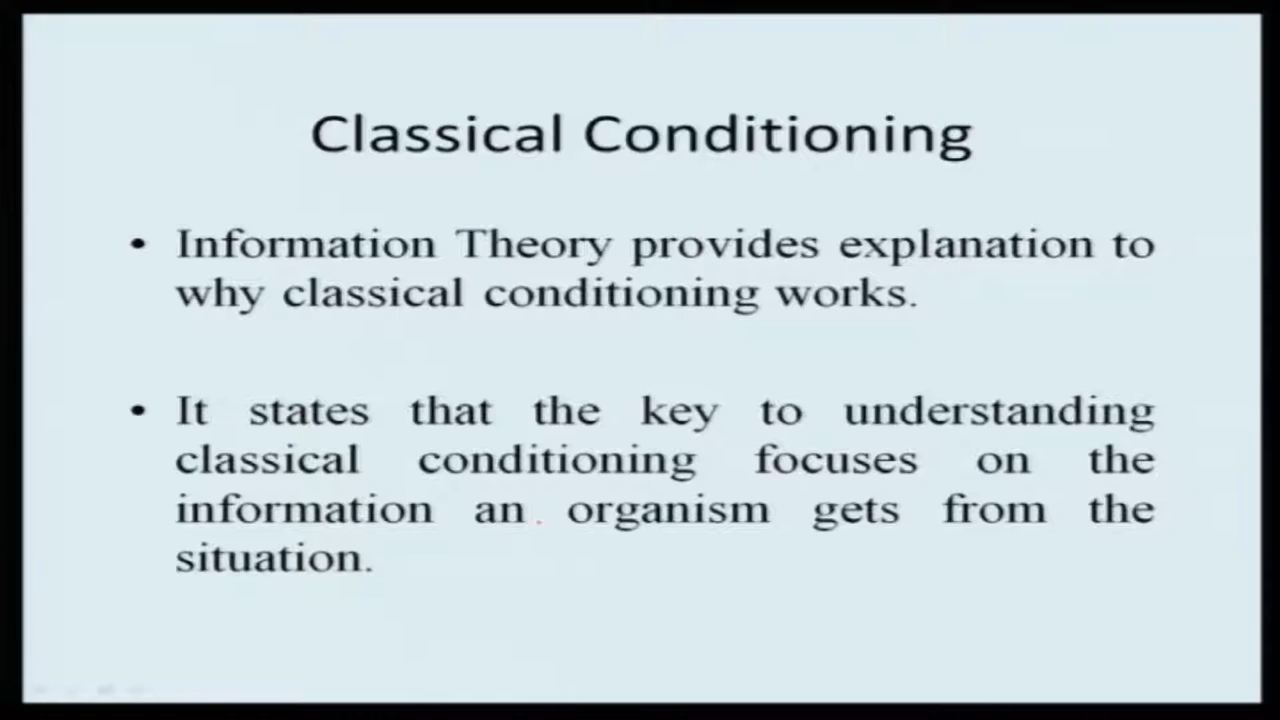 Classical Conditioning
• Information Theory provides explanation to
why classical conditioning works.
• It states that the key to understanding
classical conditioning focuses on the
information an organism gets from the
situation.